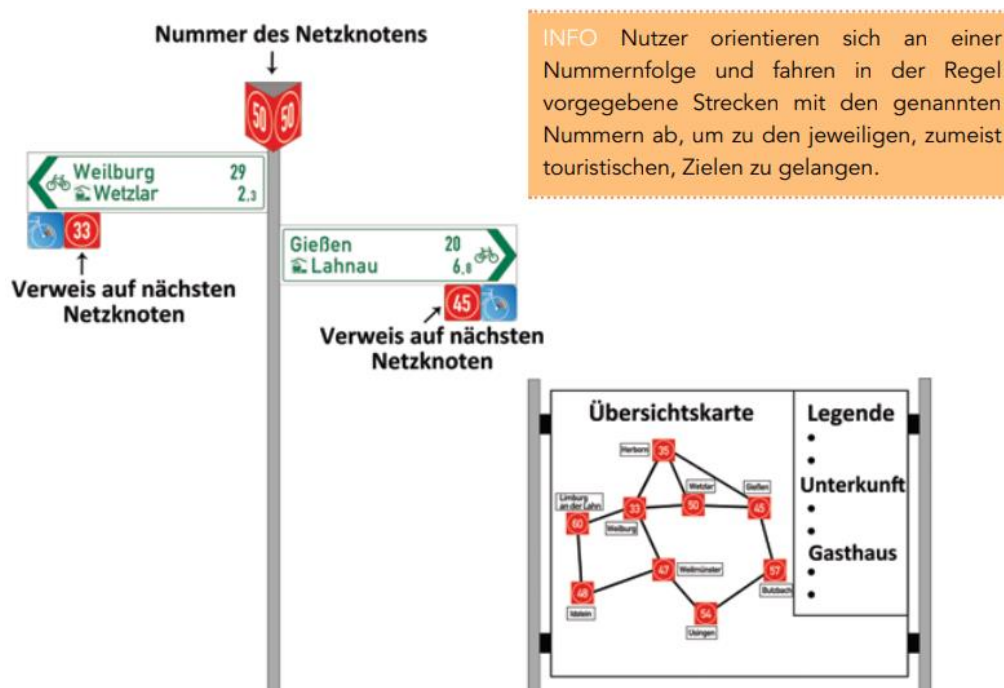 Nummer des Netzknotens
50 50
Weilburg 29
Wetzlar 2,3
33
Verweis auf nächsten
Netzknoten
Gießen 20
Lahnau 6,8
45
Verweis auf nächsten
Netzknoten
INFO Nutzer orientieren sich an einer
Nummernfolge und fahren in der Regel
vorgegebene Strecken mit den genannten
Nummern ab, um zu den jeweiligen, zumeist
touristischen, Zielen zu gelangen.
Übersichtskarte
Herborn 35
Wetzlar
50
Gießen
45
Limburg
an der Lahn
60
33
Weilburg
47 Weilmünster
57
Butzbach
48
Idstein
54
Usingen
Legende
•
•
Unterkunft
•
•
Gasthaus
•
•